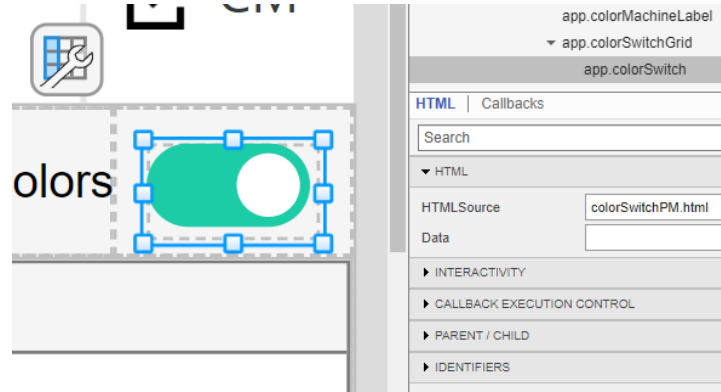 CM
olors
app.colorMachineLabel
app.colorSwitchGrid
app.colorSwitch
HTML | Callbacks
Search
HTML
HTMLSource colorSwitchPM.html
Data
INTERACTIVITY
CALLBACK EXECUTION CONTROL
PARENT / CHILD
IDENTIFIERS